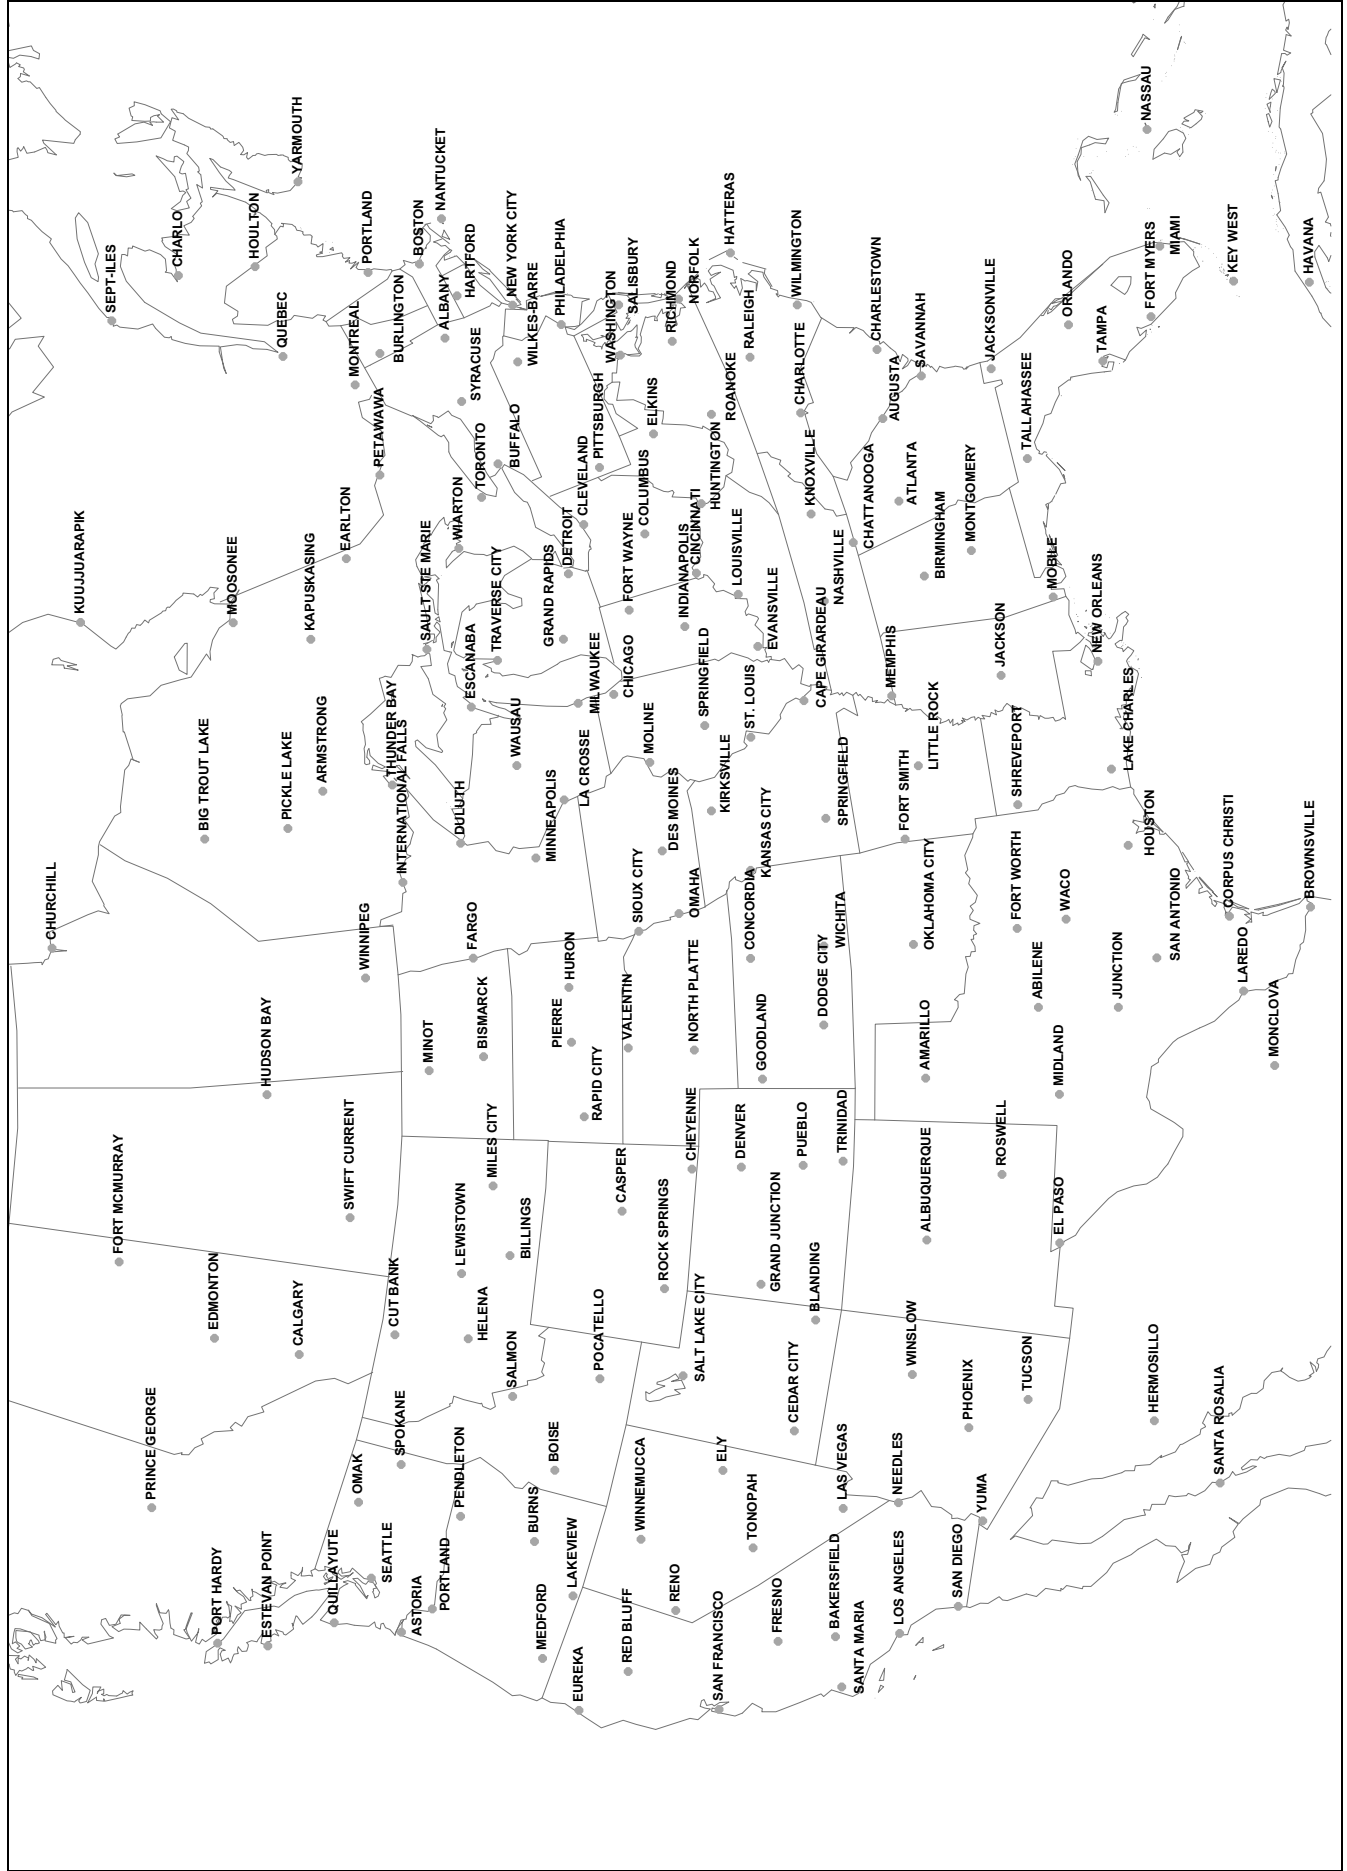 CHURCHILL
KUUJJUARAPIK
SEPT-ILES
FORT MCMURRAY
PRINCE GEORGE
CHARLO
BIG TROUT LAKE
EDMONTON
PORT HARDY
MOOSONEE
HOULTON
HUDSON BAY
ESTEVAN POINT
QUEBEC
PICKLE LAKE
YARMOUTH
CALGARY
KAPUSKASING
ARMSTRONG
QUILLAYUTE
EARLTON
SWIFT CURRENT
OMAK
MONTREAL
WINNIPEG
PORTLAND
SEATTLE
PETAWAWA
BURLINGTON
THUNDER BAY
CUT BANK
SPOKANE
INTERNATIONAL FALLS
ASTORIA
BOSTON
SAULT STE MARIE
MINOT
PORTLAND
NANTUCKET
ALBANY
HARTFORD
WIARTON
PENDLETON
DULUTH
LEWISTOWN
SYRACUSE
HELENA
ESCANABA
FARGO
TORONTO
BISMARCK
MILES CITY
TRAVERSE CITY
BUFFALO
BILLINGS
SALMON
NEW YORK CITY
WAUSAU
WILKES-BARRE
BURNS
MINNEAPOLIS
MEDFORD
BOISE
PHILADELPHIA
GRAND RAPIDS
DETROIT
LA CROSSE
HURON
PIERRE
LAKEVIEW
EUREKA
CLEVELAND
MILWAUKEE
RAPID CITY
PITTSBURGH
POCATELLO
WASHINGTON
SALISBURY
CHICAGO
FORT WAYNE
CASPER
VALENTIN
RED BLUFF
SIOUX CITY
WINNEMUCCA
COLUMBUS
MOLINE
ELKINS
DES MOINES
ROCK SPRINGS
RICHMOND
RENO
NORFOLK
OMAHA
INDIANAPOLIS
CINCINNATI
CHEYENNE
NORTH PLATTE
SALT LAKE CITY
HUNTINGTON
SPRINGFIELD
KIRKSVILLE
ROANOKE
SAN FRANCISCO
ELY
HATTERAS
LOUISVILLE
DENVER
RALEIGH
ST. LOUIS
KANSAS CITY
CONCORDIA
TONOPAH
EVANSVILLE
GOODLAND
GRAND JUNCTION
FRESNO
CEDAR CITY
WILMINGTON
CHARLOTTE
PUEBLO
CAPE GIRARDEAU
KNOXVILLE
BLANDING
DODGE CITY
WICHITA
NASHVILLE
SPRINGFIELD
BAKERSFIELD
TRINIDAD
LAS VEGAS
SANTA MARIA
CHATTANOOGA
CHARLESTOWN
AUGUSTA
MEMPHIS
ATLANTA
NEEDLES
LOS ANGELES
FORT SMITH
WINSLOW
OKLAHOMA CITY
SAVANNAH
LITTLE ROCK
BIRMINGHAM
AMARILLO
ALBUQUERQUE
SAN DIEGO
PHOENIX
MONTGOMERY
YUMA
JACKSONVILLE
JACKSON
ROSWELL
FORT WORTH
SHREVEPORT
TALLAHASSEE
TUCSON
ABILENE
MOBILE
MIDLAND
EL PASO
WACO
ORLANDO
NEW ORLEANS
TAMPA
LAKE CHARLES
JUNCTION
HOUSTON
NASSAU
FORT MYERS
MIAMI
SAN ANTONIO
HERMOSILLO
SANTA ROSALIA
CORPUS CHRISTI
KEY WEST
LAREDO
MONCLOVA
BROWNSVILLE
HAVANA